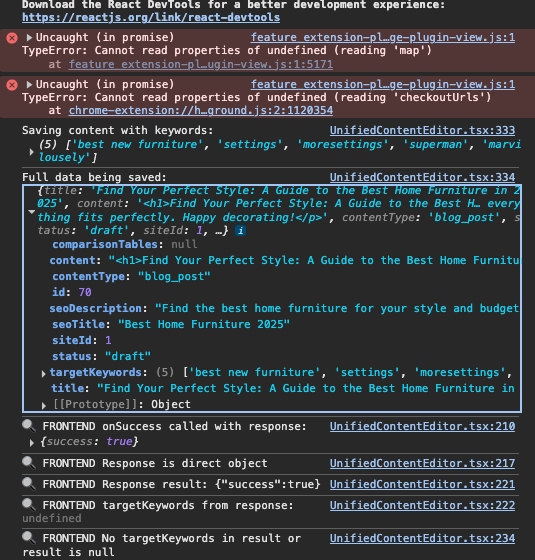 Download the React DevTools for a better development experience:
https://reactjs.org/link/react-devtools
Uncaught (in promise) feature_extension-pl…ge-plugin-view.js:1
TypeError: Cannot read properties of undefined (reading 'map')
at feature_extension-pl…ugin-view.js:1:5171
Uncaught (in promise) feature_extension-pl…ge-plugin-view.js:1
TypeError: Cannot read properties of undefined (reading 'checkoutUrls')
at chrome-extension://h…ground.js:2:1120354
Saving content with keywords: UnifiedContentEditor.tsx:333
(5) ['best new furniture', 'settings', 'moresettings', 'superman', 'marvi
lously']
Full data being saved: UnifiedContentEditor.tsx:334
{title: 'Find Your Perfect Style: A Guide to the Best Home Furniture in 2
025', content: '<h1>Find Your Perfect Style: A Guide to the Best H… every
thing fits perfectly. Happy decorating!</p>', contentType: 'blog_post', s
tatus: 'draft', siteId: 1, …}
comparisonTables: null
content: "<h1>Find Your Perfect Style: A Guide to the Best Home Furnitu
contentType: "blog_post"
id: 70
seoDescription: "Find the best home furniture for your style and budget
seoTitle: "Best Home Furniture 2025"
siteId: 1
status: "draft"
targetKeywords: (5) ['best new furniture', 'settings', 'moresettings',
title: "Find Your Perfect Style: A Guide to the Best Home Furniture in
[[Prototype]]: Object
🔍 FRONTEND onSuccess called with response: UnifiedContentEditor.tsx:210
{success: true}
🔍 FRONTEND Response is direct object UnifiedContentEditor.tsx:217
🔍 FRONTEND Response result: {"success":true} UnifiedContentEditor.tsx:221
🔍 FRONTEND targetKeywords from response: UnifiedContentEditor.tsx:222
undefined
🔍 FRONTEND No targetKeywords in result or UnifiedContentEditor.tsx:234
result is null